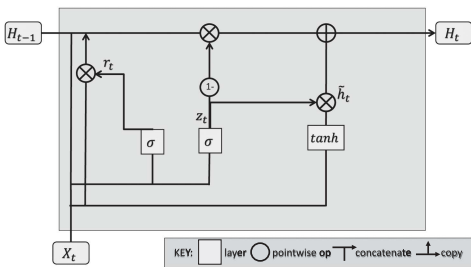 H_{t-1}
H_t
r_t
1-
z_t
h̃_t
σ
σ
tanh
X_t
KEY: layer pointwise op concatenate copy